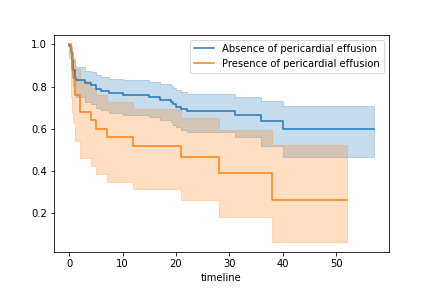 Absence of pericardial effusion
Presence of pericardial effusion
1.0
0.8
0.6
0.4
0.2
0 10 20 30 40 50
timeline